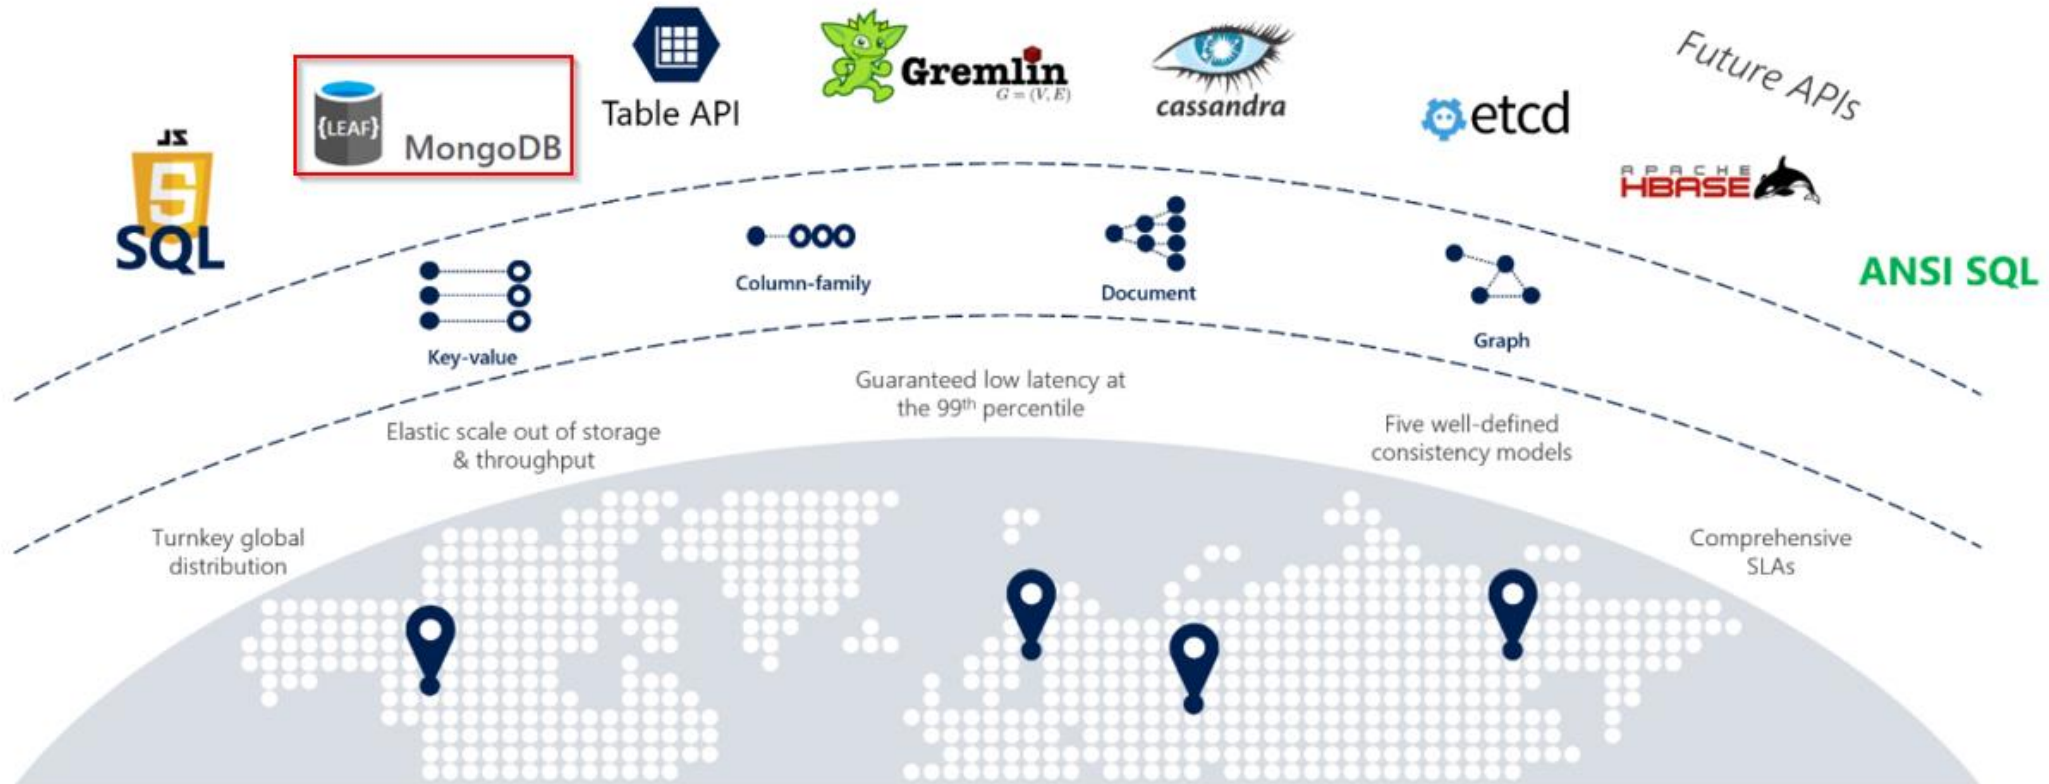 JS
SQL
{LEAF}
MongoDB
Table API
Gremlin
G = (V, E)
cassandra
etcd
Future APIs
APACHE
HBASE
ANSI SQL
Key-value
Column-family
Document
Graph
Turnkey global
distribution
Elastic scale out of storage
& throughput
Guaranteed low latency at
the 99th percentile
Five well-defined
consistency models
Comprehensive
SLAs